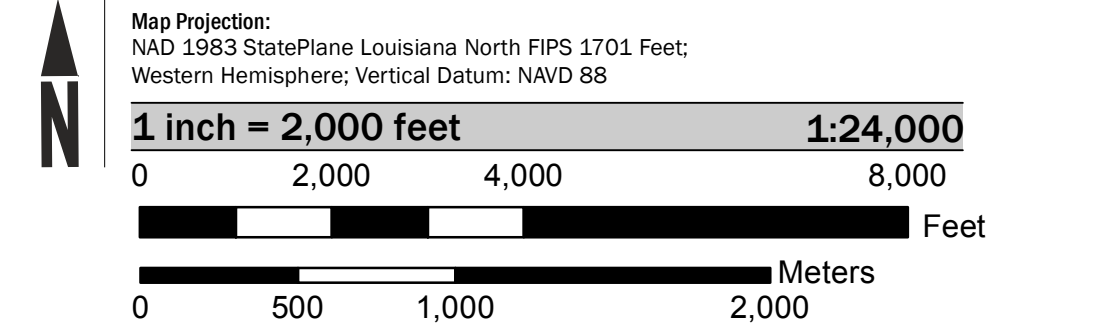 Map Projection:
NAD 1983 StatePlane Louisiana North FIPS 1701 Feet;
Western Hemisphere; Vertical Datum: NAVD 88
N
1 inch = 2,000 feet 1:24,000
0 2,000 4,000 8,000
Feet
Meters
0 500 1,000 2,000